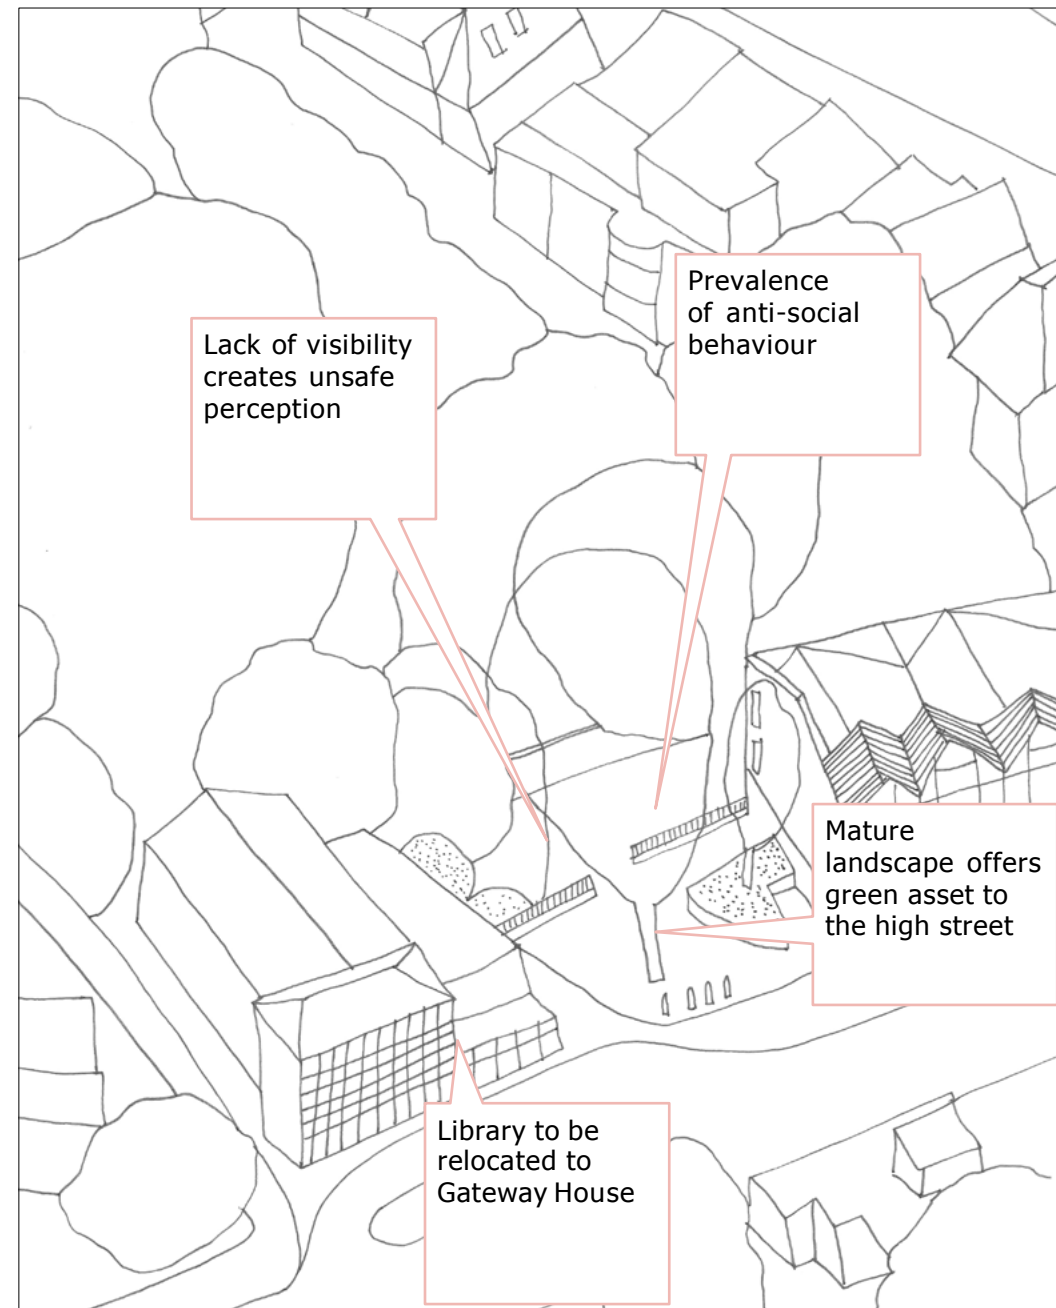 Prevalence
of anti-social
behaviour
Lack of visibility
creates unsafe
perception
Mature
landscape offers
green asset to
the high street
Library to be
relocated to
Gateway House